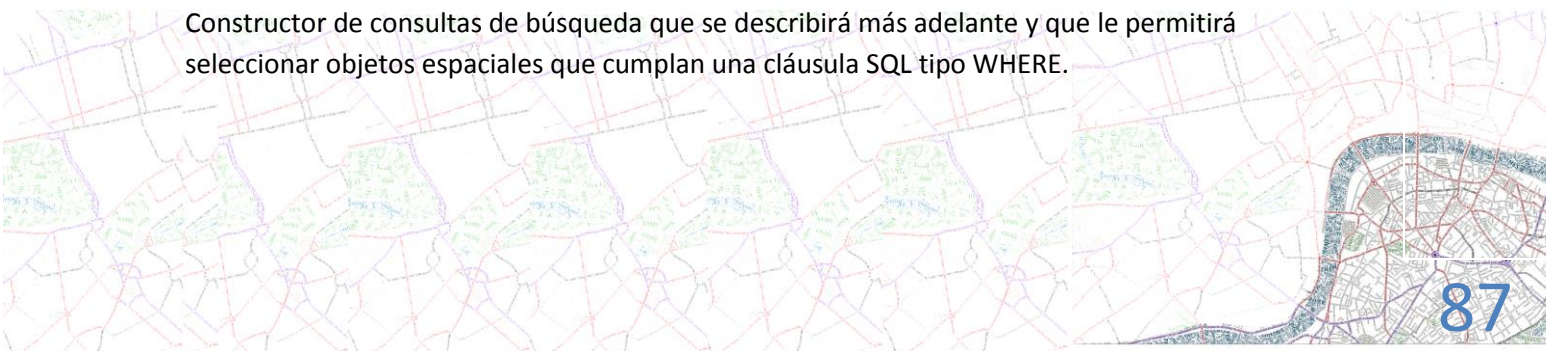 Constructor de consultas de búsqueda que se describirá más adelante y que le permitirá
seleccionar objetos espaciales que cumplan una cláusula SQL tipo WHERE.
87